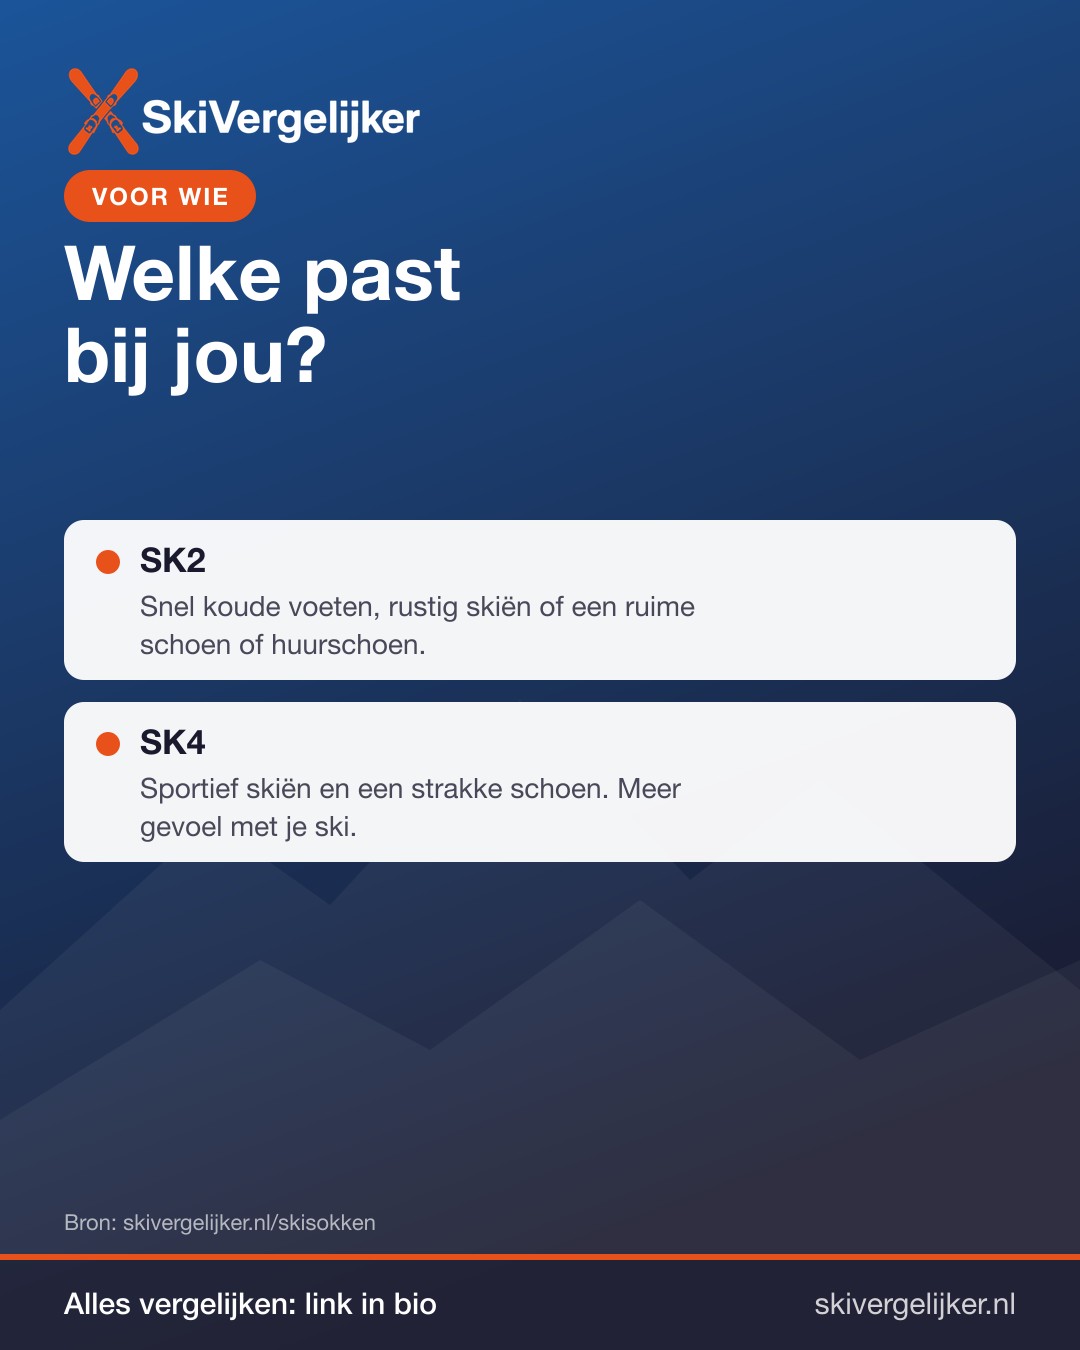 SkiVergelijker
VOOR WIE
Welke past
bij jou?
SK2
Snel koude voeten, rustig skiën of een ruime
schoen of huurschoen.
SK4
Sportief skiën en een strakke schoen. Meer
gevoel met je ski.
Bron: skivergelijker.nl/skisokken
Alles vergelijken: link in bio
skivergelijker.nl